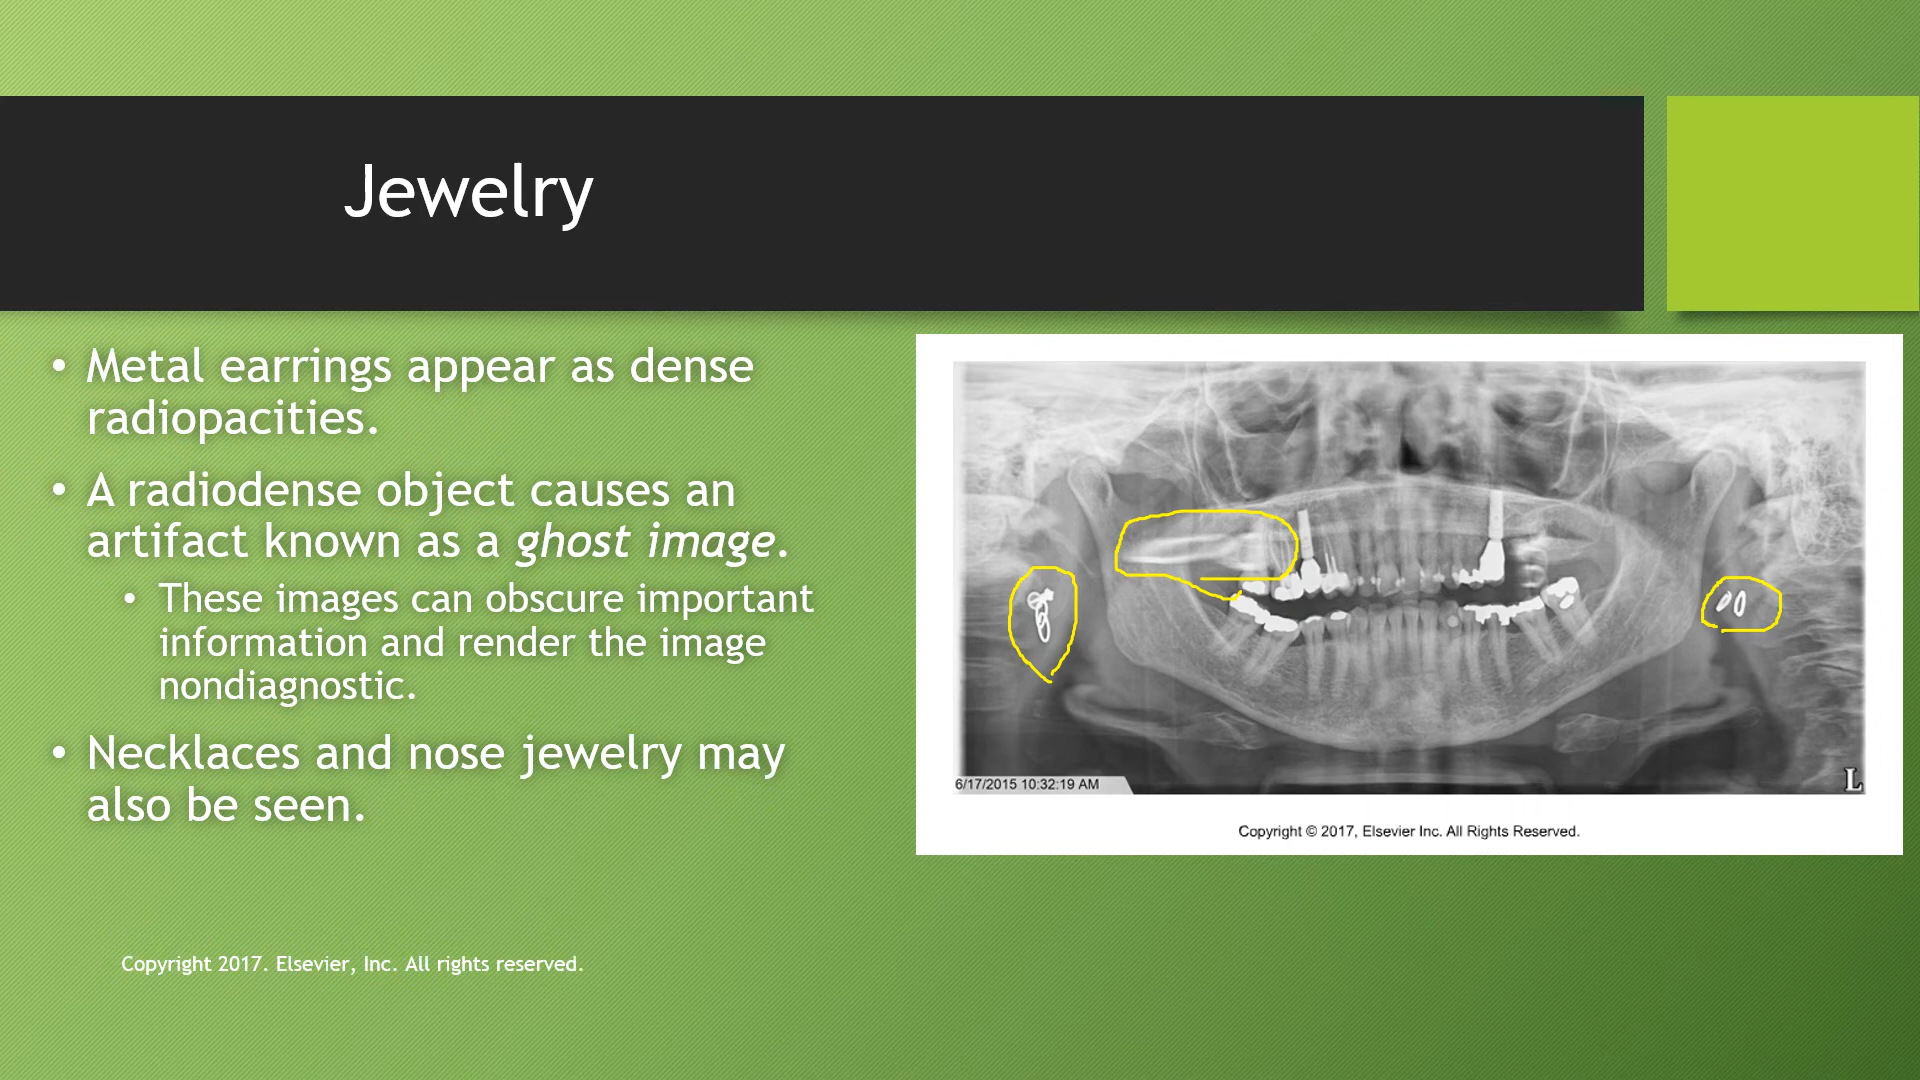 Jewelry
• Metal earrings appear as dense
radiopacities.
• A radiodense object causes an
artifact known as a ghost image.
• These images can obscure important
information and render the image
nondiagnostic.
• Necklaces and nose jewelry may
also be seen.
6/17/2015 10:32:19 AM
L
Copyright © 2017, Elsevier Inc. All Rights Reserved.
Copyright 2017. Elsevier, Inc. All rights reserved.